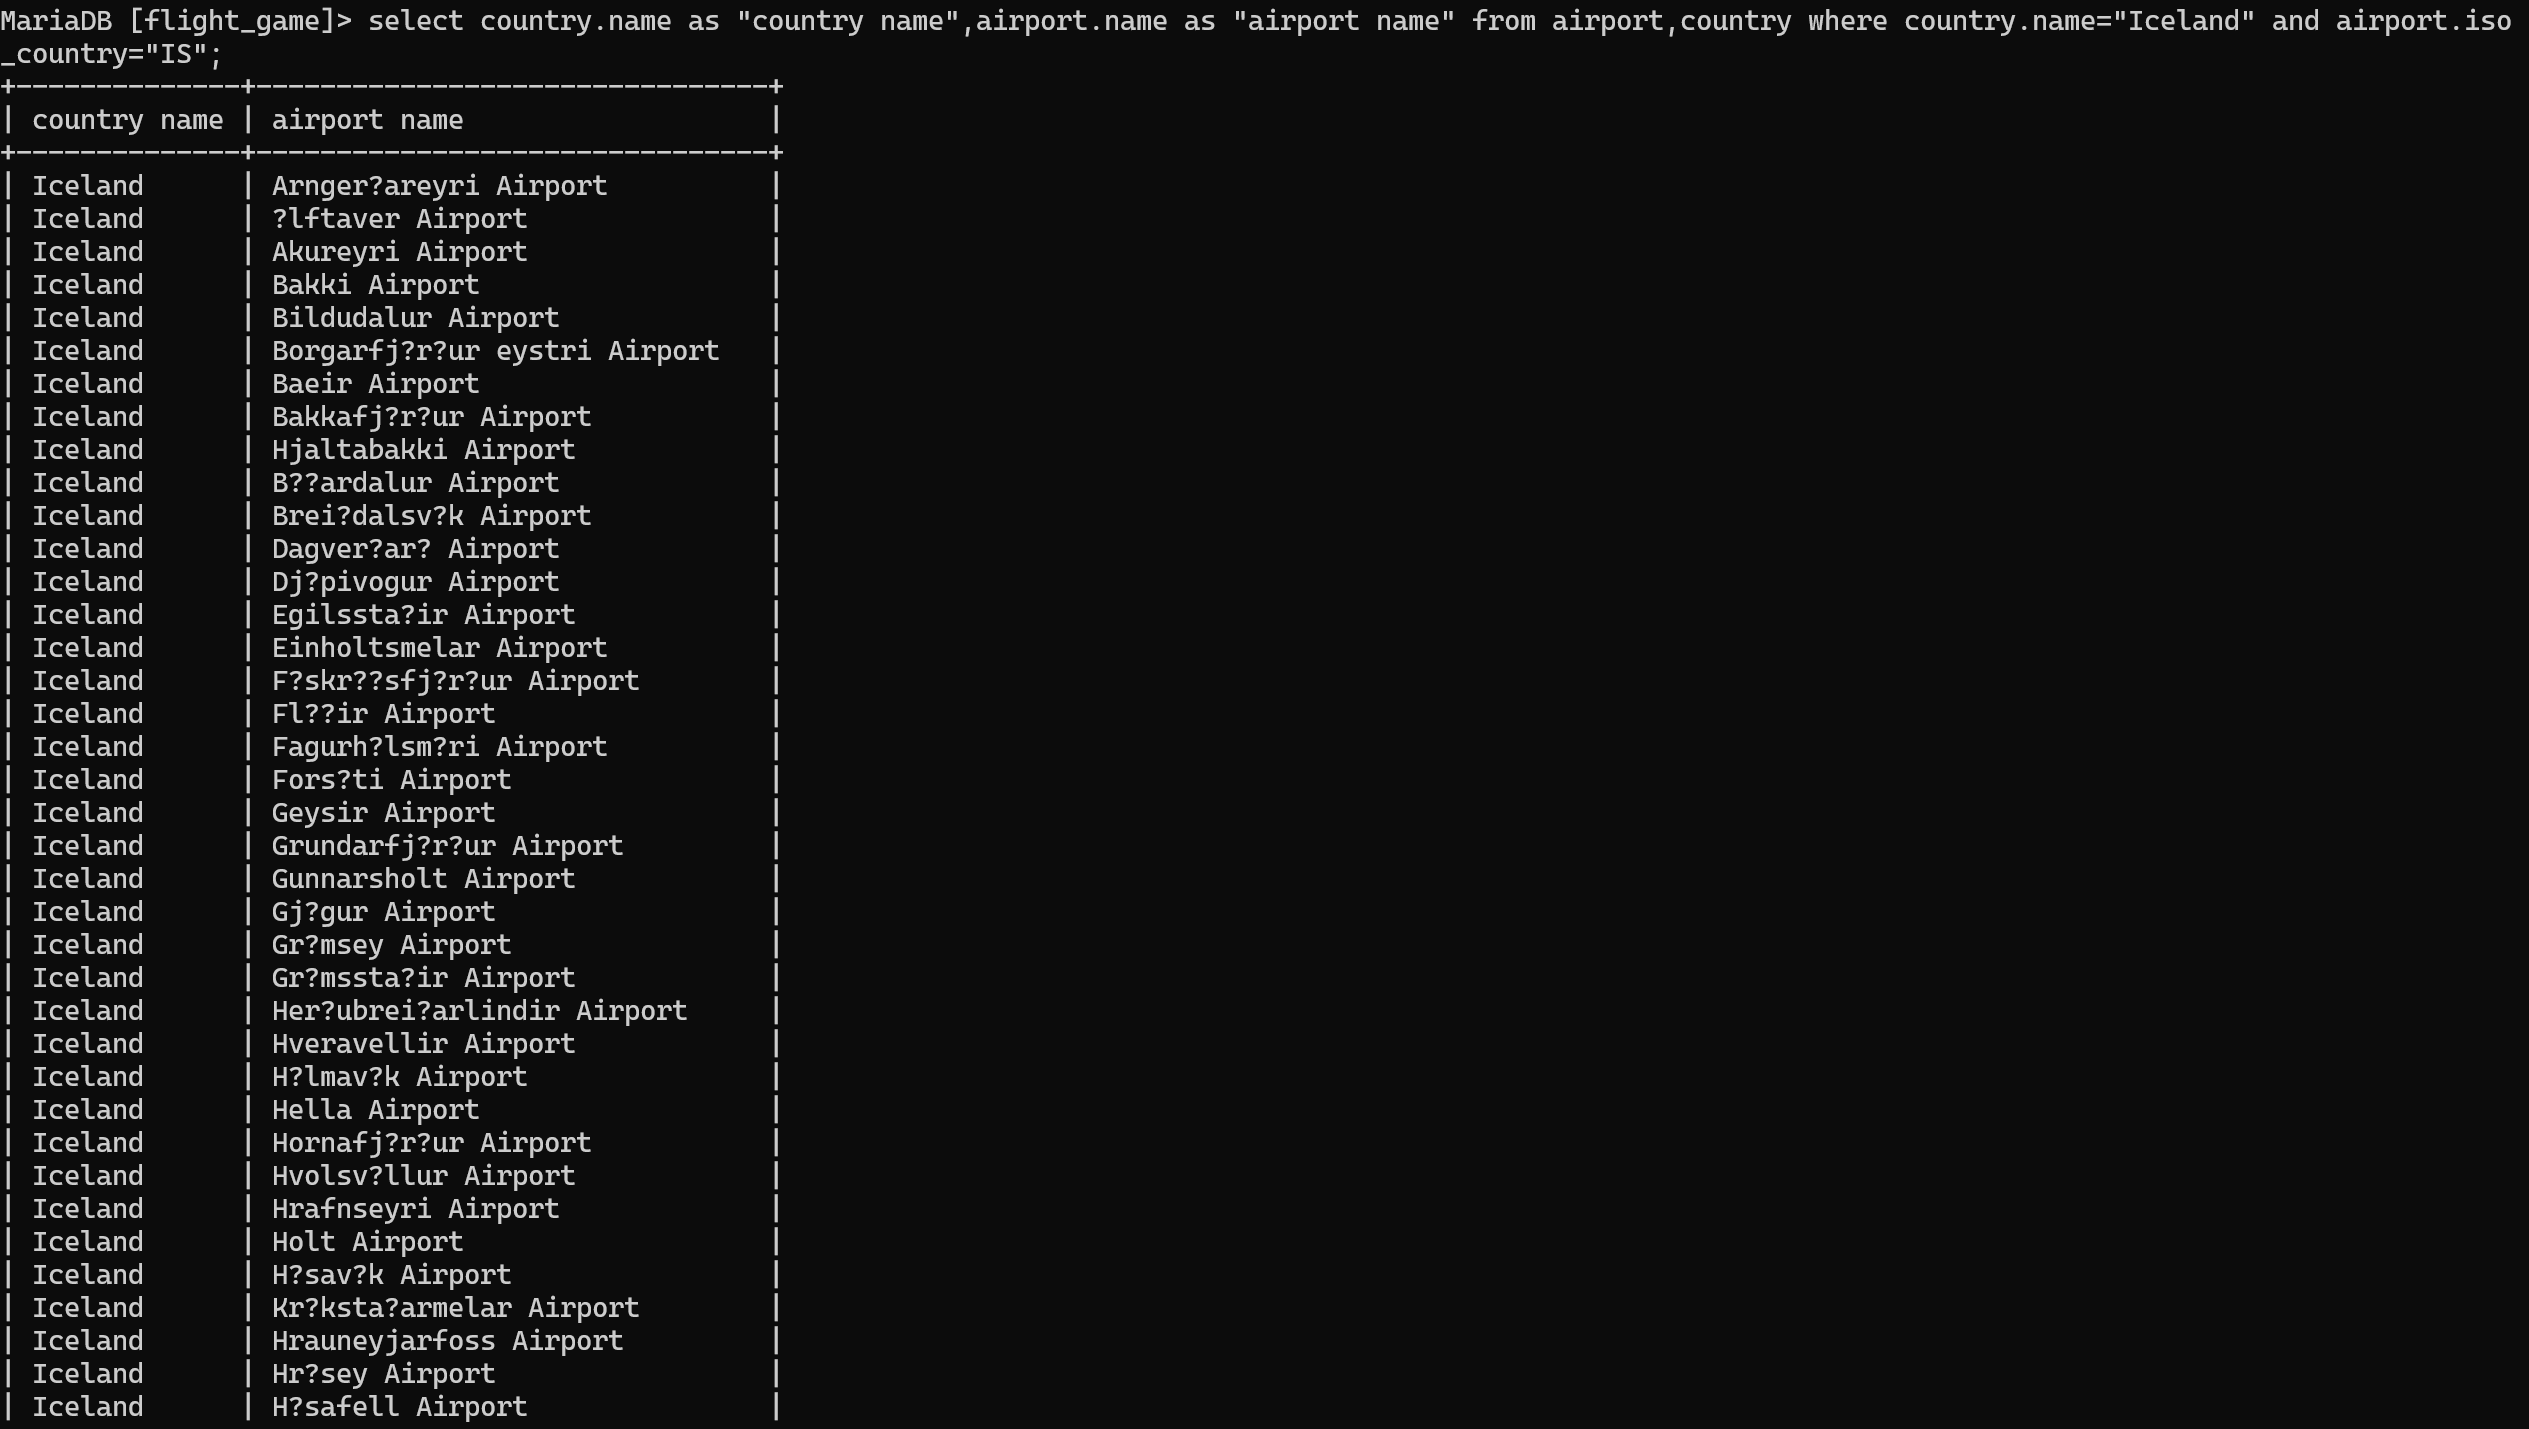 MariaDB [flight_game]> select country.name as "country name",airport.name as "airport name" from airport,country where country.name="Iceland" and airport.iso
_country="IS";
+--------------+--------------------------------+
| country name | airport name                   |
+--------------+--------------------------------+
| Iceland      | Arnger?areyri Airport          |
| Iceland      | ?lftaver Airport               |
| Iceland      | Akureyri Airport               |
| Iceland      | Bakki Airport                  |
| Iceland      | Bildudalur Airport             |
| Iceland      | Borgarfj?r?ur eystri Airport   |
| Iceland      | Baeir Airport                  |
| Iceland      | Bakkafj?r?ur Airport           |
| Iceland      | Hjaltabakki Airport            |
| Iceland      | B??ardalur Airport             |
| Iceland      | Brei?dalsv?k Airport           |
| Iceland      | Dagver?ar? Airport             |
| Iceland      | Dj?pivogur Airport             |
| Iceland      | Egilssta?ir Airport            |
| Iceland      | Einholtsmelar Airport          |
| Iceland      | F?skr??sfj?r?ur Airport        |
| Iceland      | Fl??ir Airport                 |
| Iceland      | Fagurh?lsm?ri Airport          |
| Iceland      | Fors?ti Airport                |
| Iceland      | Geysir Airport                 |
| Iceland      | Grundarfj?r?ur Airport         |
| Iceland      | Gunnarsholt Airport            |
| Iceland      | Gj?gur Airport                 |
| Iceland      | Gr?msey Airport                |
| Iceland      | Gr?mssta?ir Airport            |
| Iceland      | Her?ubrei?arlindir Airport     |
| Iceland      | Hveravellir Airport            |
| Iceland      | H?lmav?k Airport               |
| Iceland      | Hella Airport                  |
| Iceland      | Hornafj?r?ur Airport           |
| Iceland      | Hvolsv?llur Airport            |
| Iceland      | Hrafnseyri Airport             |
| Iceland      | Holt Airport                   |
| Iceland      | H?sav?k Airport                |
| Iceland      | Kr?ksta?armelar Airport        |
| Iceland      | Hrauneyjarfoss Airport         |
| Iceland      | Hr?sey Airport                 |
| Iceland      | H?safell Airport               |